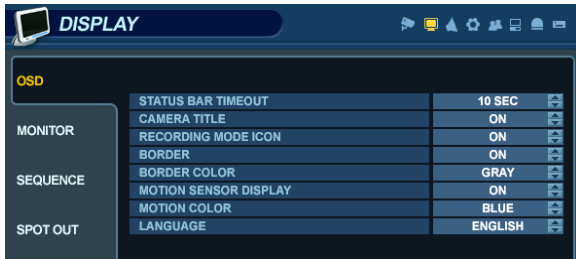 DISPLAY
OSD
MONITOR
SEQUENCE
SPOT OUT
STATUS BAR TIMEOUT 10 SEC
CAMERA TITLE ON
RECORDING MODE ICON ON
BORDER ON
BORDER COLOR GRAY
MOTION SENSOR DISPLAY ON
MOTION COLOR BLUE
LANGUAGE ENGLISH